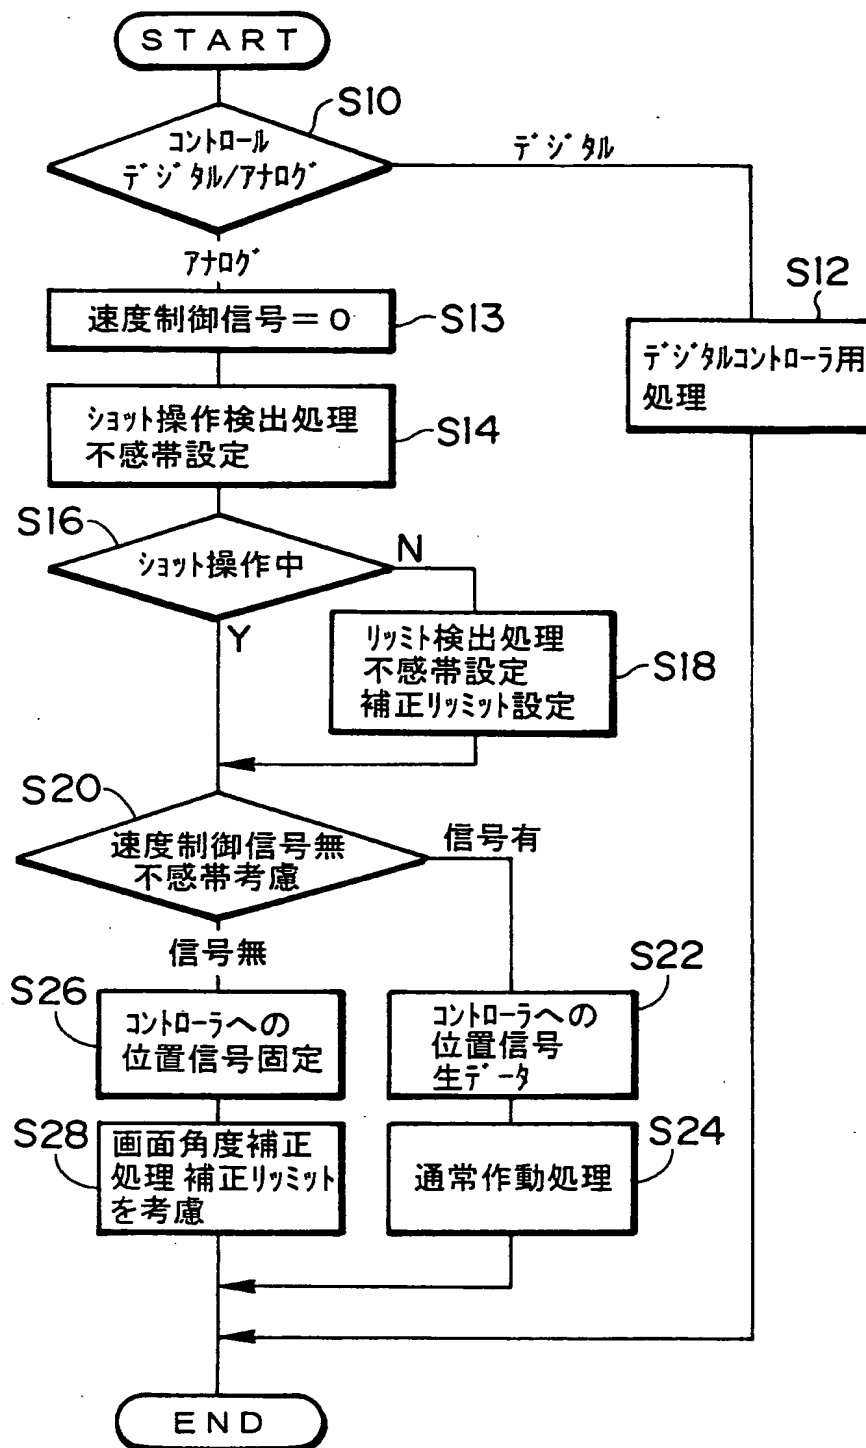 START
S10
コントロール
デジタル/アナログ
デジタル
アナログ
S12
デジタルコントローラ用
処理
速度制御信号=0
S13
ショット操作検出処理
不感帯設定
S14
S16
ショット操作中
N
Y
リッミト検出処理
不感帯設定
補正リッミット設定
S18
S20
速度制御信号無
不感帯考慮
信号有
信号無
S26
コントローラへの
位置信号固定
S22
コントローラへの
位置信号
生データ
S28
画面角度補正
処理 補正リッミット
を考慮
S24
通常作動処理
END